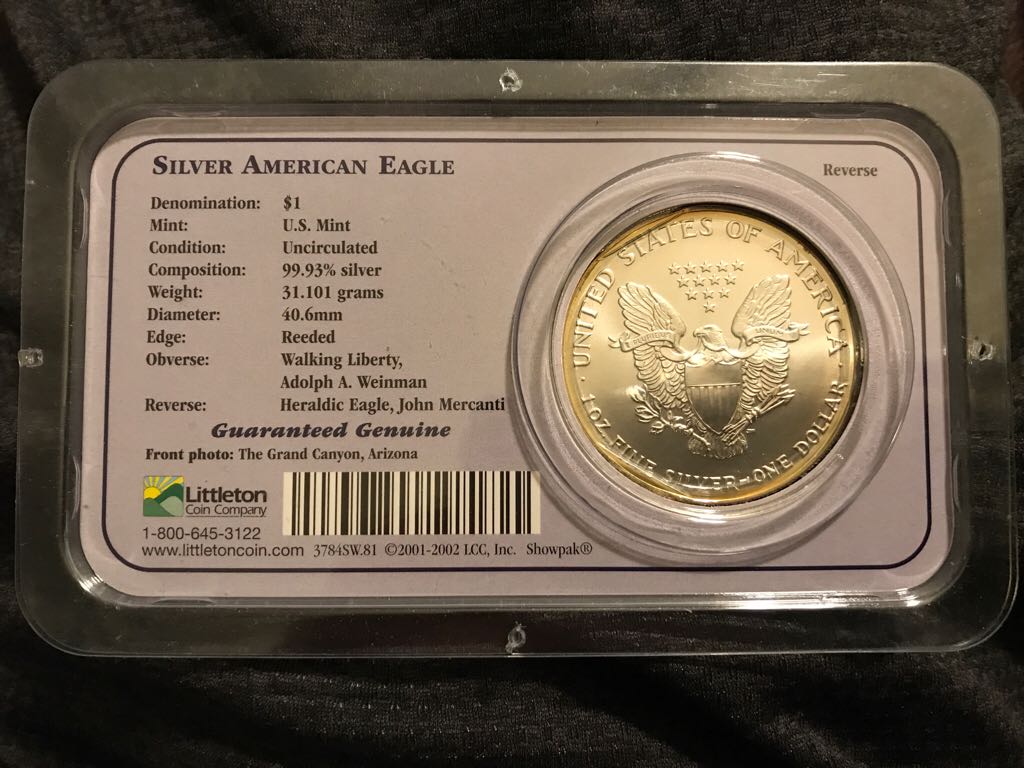 SILVER AMERICAN EAGLE
Reverse
Denomination: $1
Mint: U.S. Mint
Condition: Uncirculated
Composition: 99.93% silver
Weight: 31.101 grams
Diameter: 40.6mm
Edge: Reeded
Obverse: Walking Liberty,
Adolph A. Weinman
Reverse: Heraldic Eagle, John Mercanti
Guaranteed Genuine
Front photo: The Grand Canyon, Arizona
Littleton
Coin Company
1-800-645-3122
www.littletoncoin.com 3784SW.81 ©2001-2002 LCC, Inc. Showpak®
UNITED STATES OF AMERICA
PLURIBUS UNUM
1 OZ. FINE SILVER-ONE DOLLAR